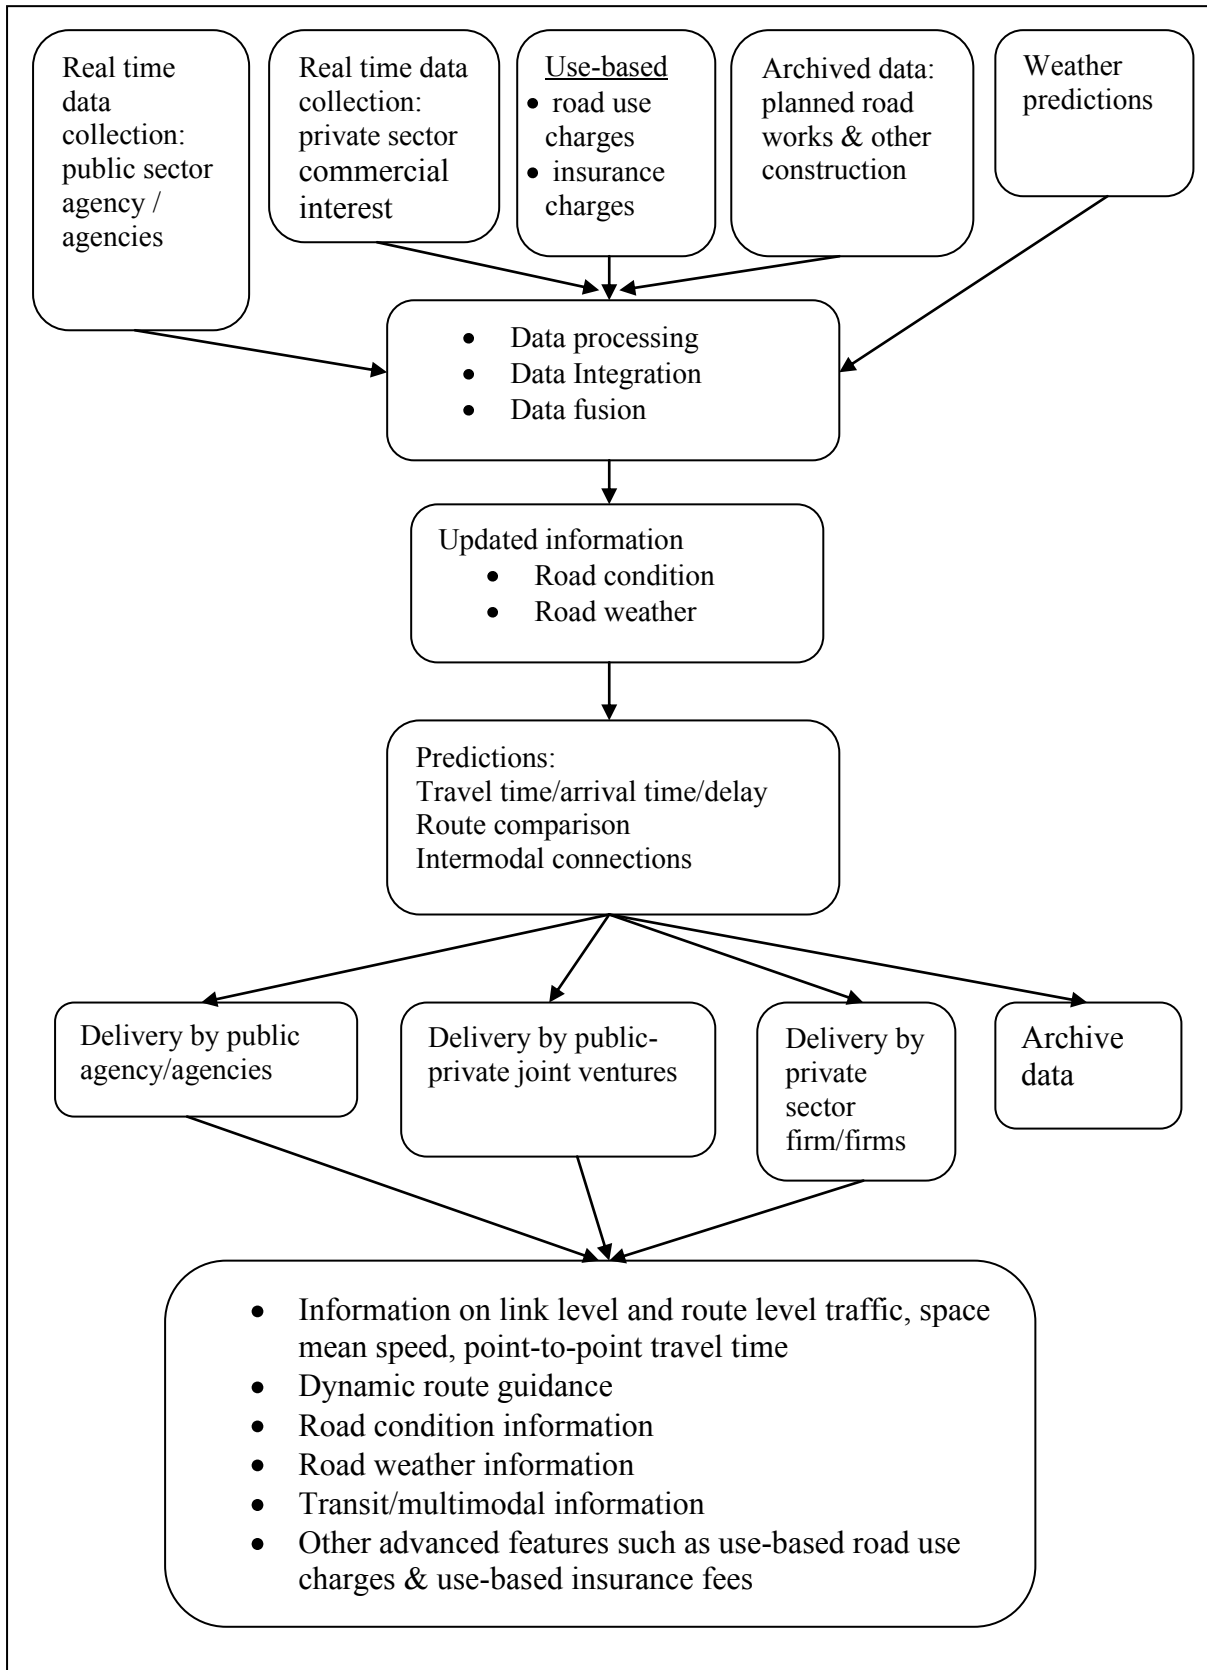 Real time
data
collection:
public sector
agency /
agencies
Real time data
collection:
private sector
commercial
interest
Use-based
• road use
charges
• insurance
charges
Archived data:
planned road
works & other
construction
Weather
predictions
• Data processing
• Data Integration
• Data fusion
Updated information
• Road condition
• Road weather
Predictions:
Travel time/arrival time/delay
Route comparison
Intermodal connections
Delivery by public
agency/agencies
Delivery by public-
private joint ventures
Delivery by
private
sector
firm/firms
Archive
data
• Information on link level and route level traffic, space
mean speed, point-to-point travel time
• Dynamic route guidance
• Road condition information
• Road weather information
• Transit/multimodal information
• Other advanced features such as use-based road use
charges & use-based insurance fees